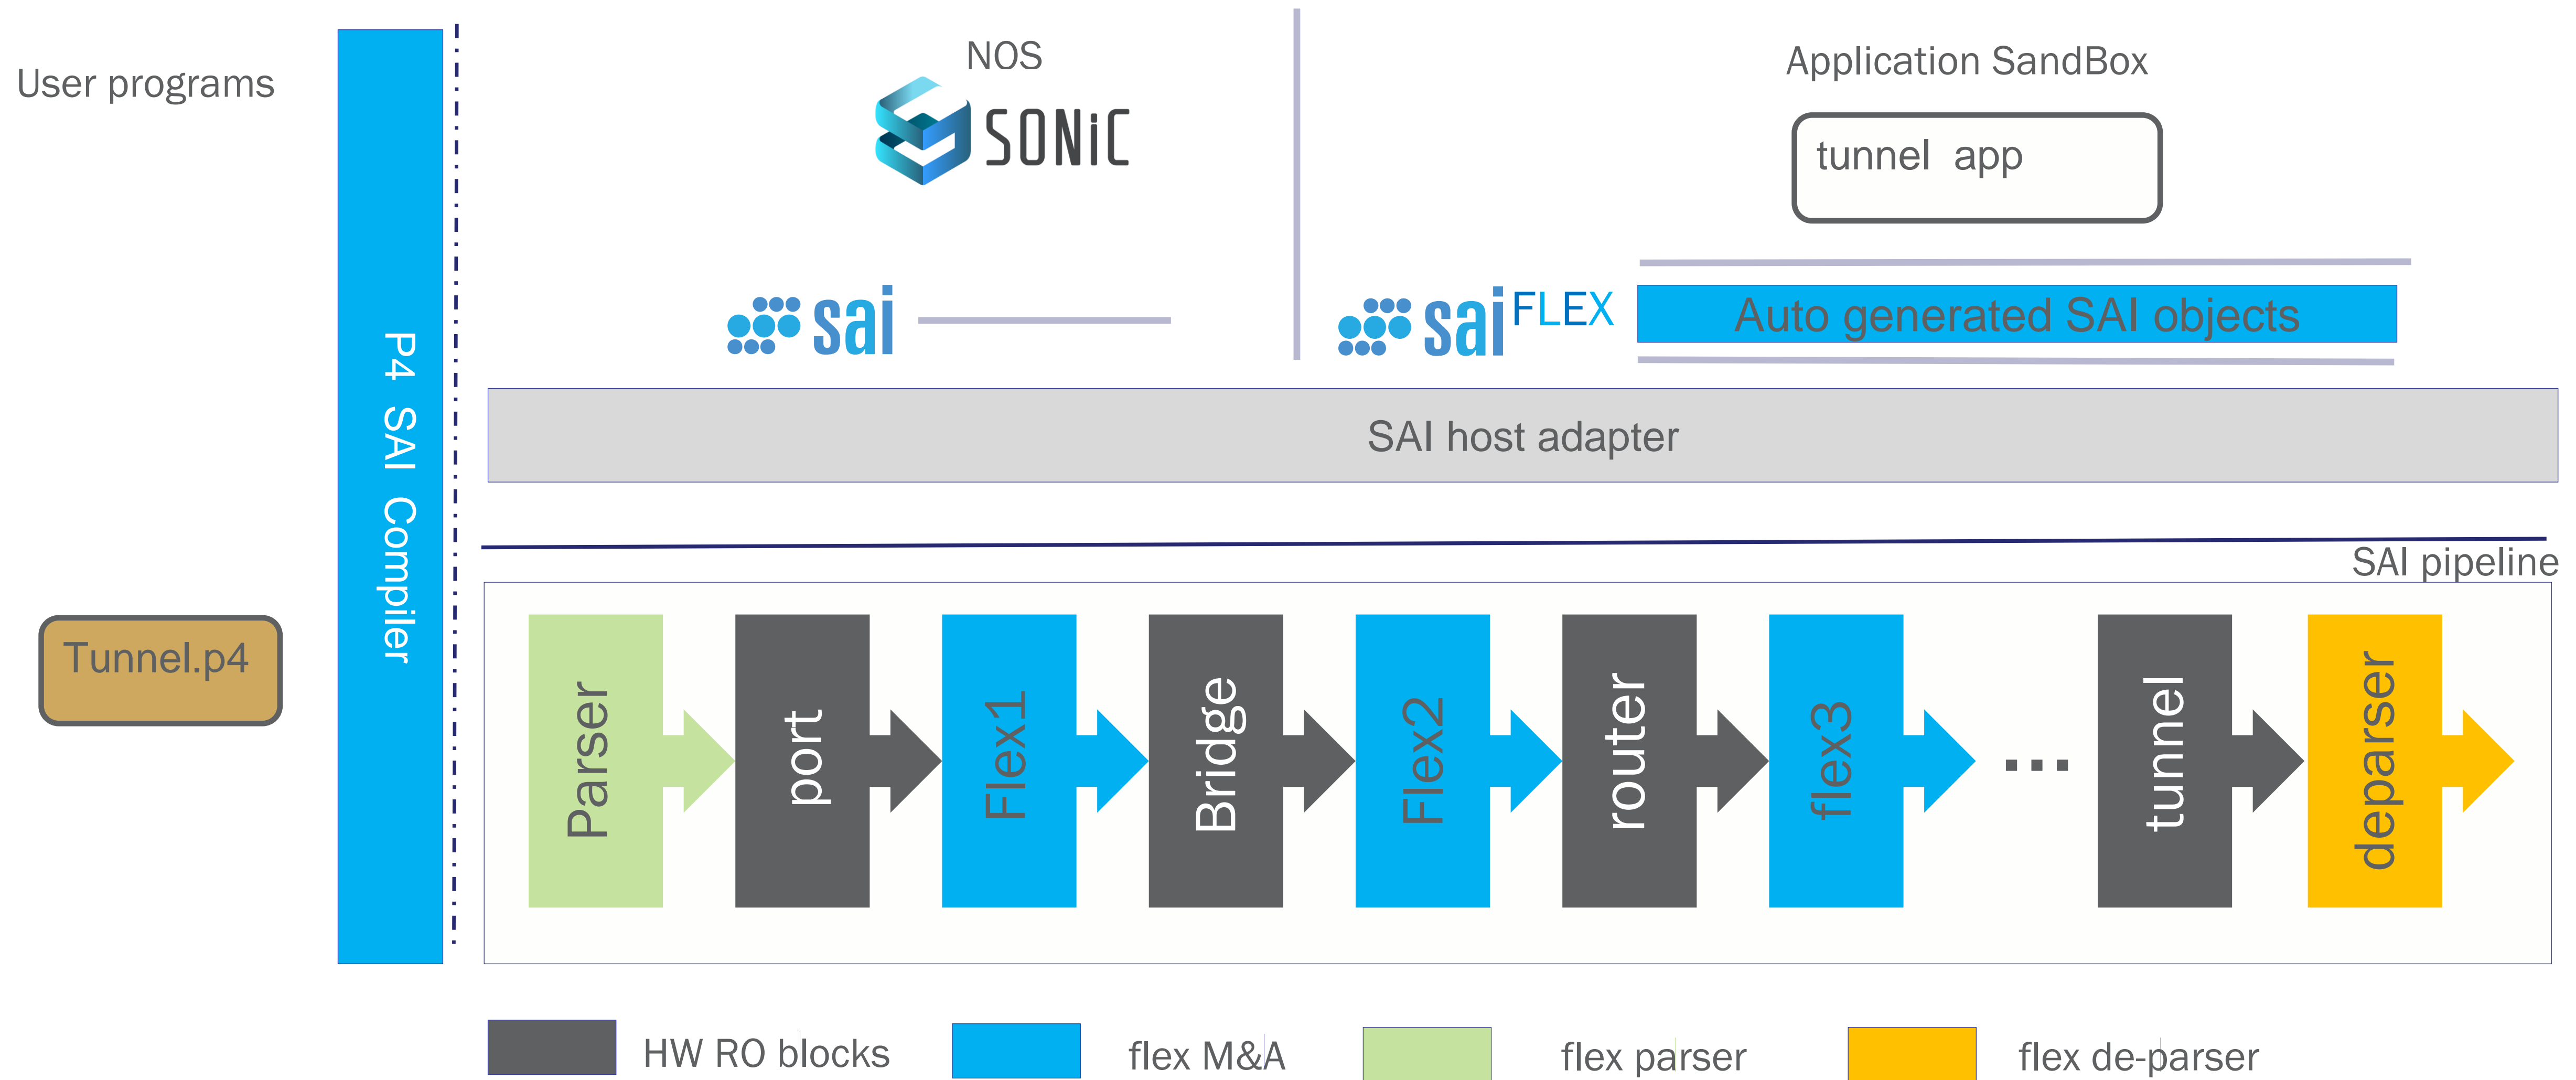 User programs
P4 SAI Compiler
NOS
SONiC
Application SandBox
tunnel app
sai
sai FLEX
Auto generated SAI objects
SAI host adapter
SAI pipeline
Tunnel.p4
Parser
port
Flex1
Bridge
Flex2
router
flex3
...
tunnel
deparser
HW RO blocks
flex M&A
flex parser
flex de-parser